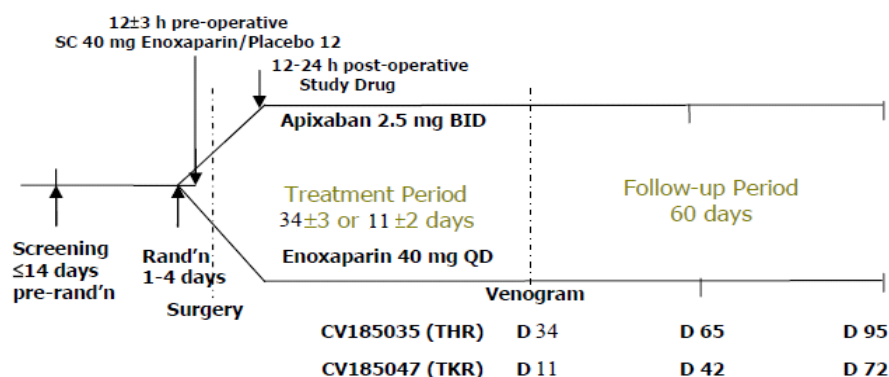 12±3 h pre-operative
SC 40 mg Enoxaparin/Placebo 12
12-24 h post-operative
Study Drug
Apixaban 2.5 mg BID
Treatment Period
34±3 or 11±2 days
Follow-up Period
60 days
Screening
≤14 days
pre-rand'n
Rand'n
1-4 days
Surgery
Enoxaparin 40 mg QD
Venogram
CV185035 (THR) D 34 D 65 D 95
CV185047 (TKR) D 11 D 42 D 72